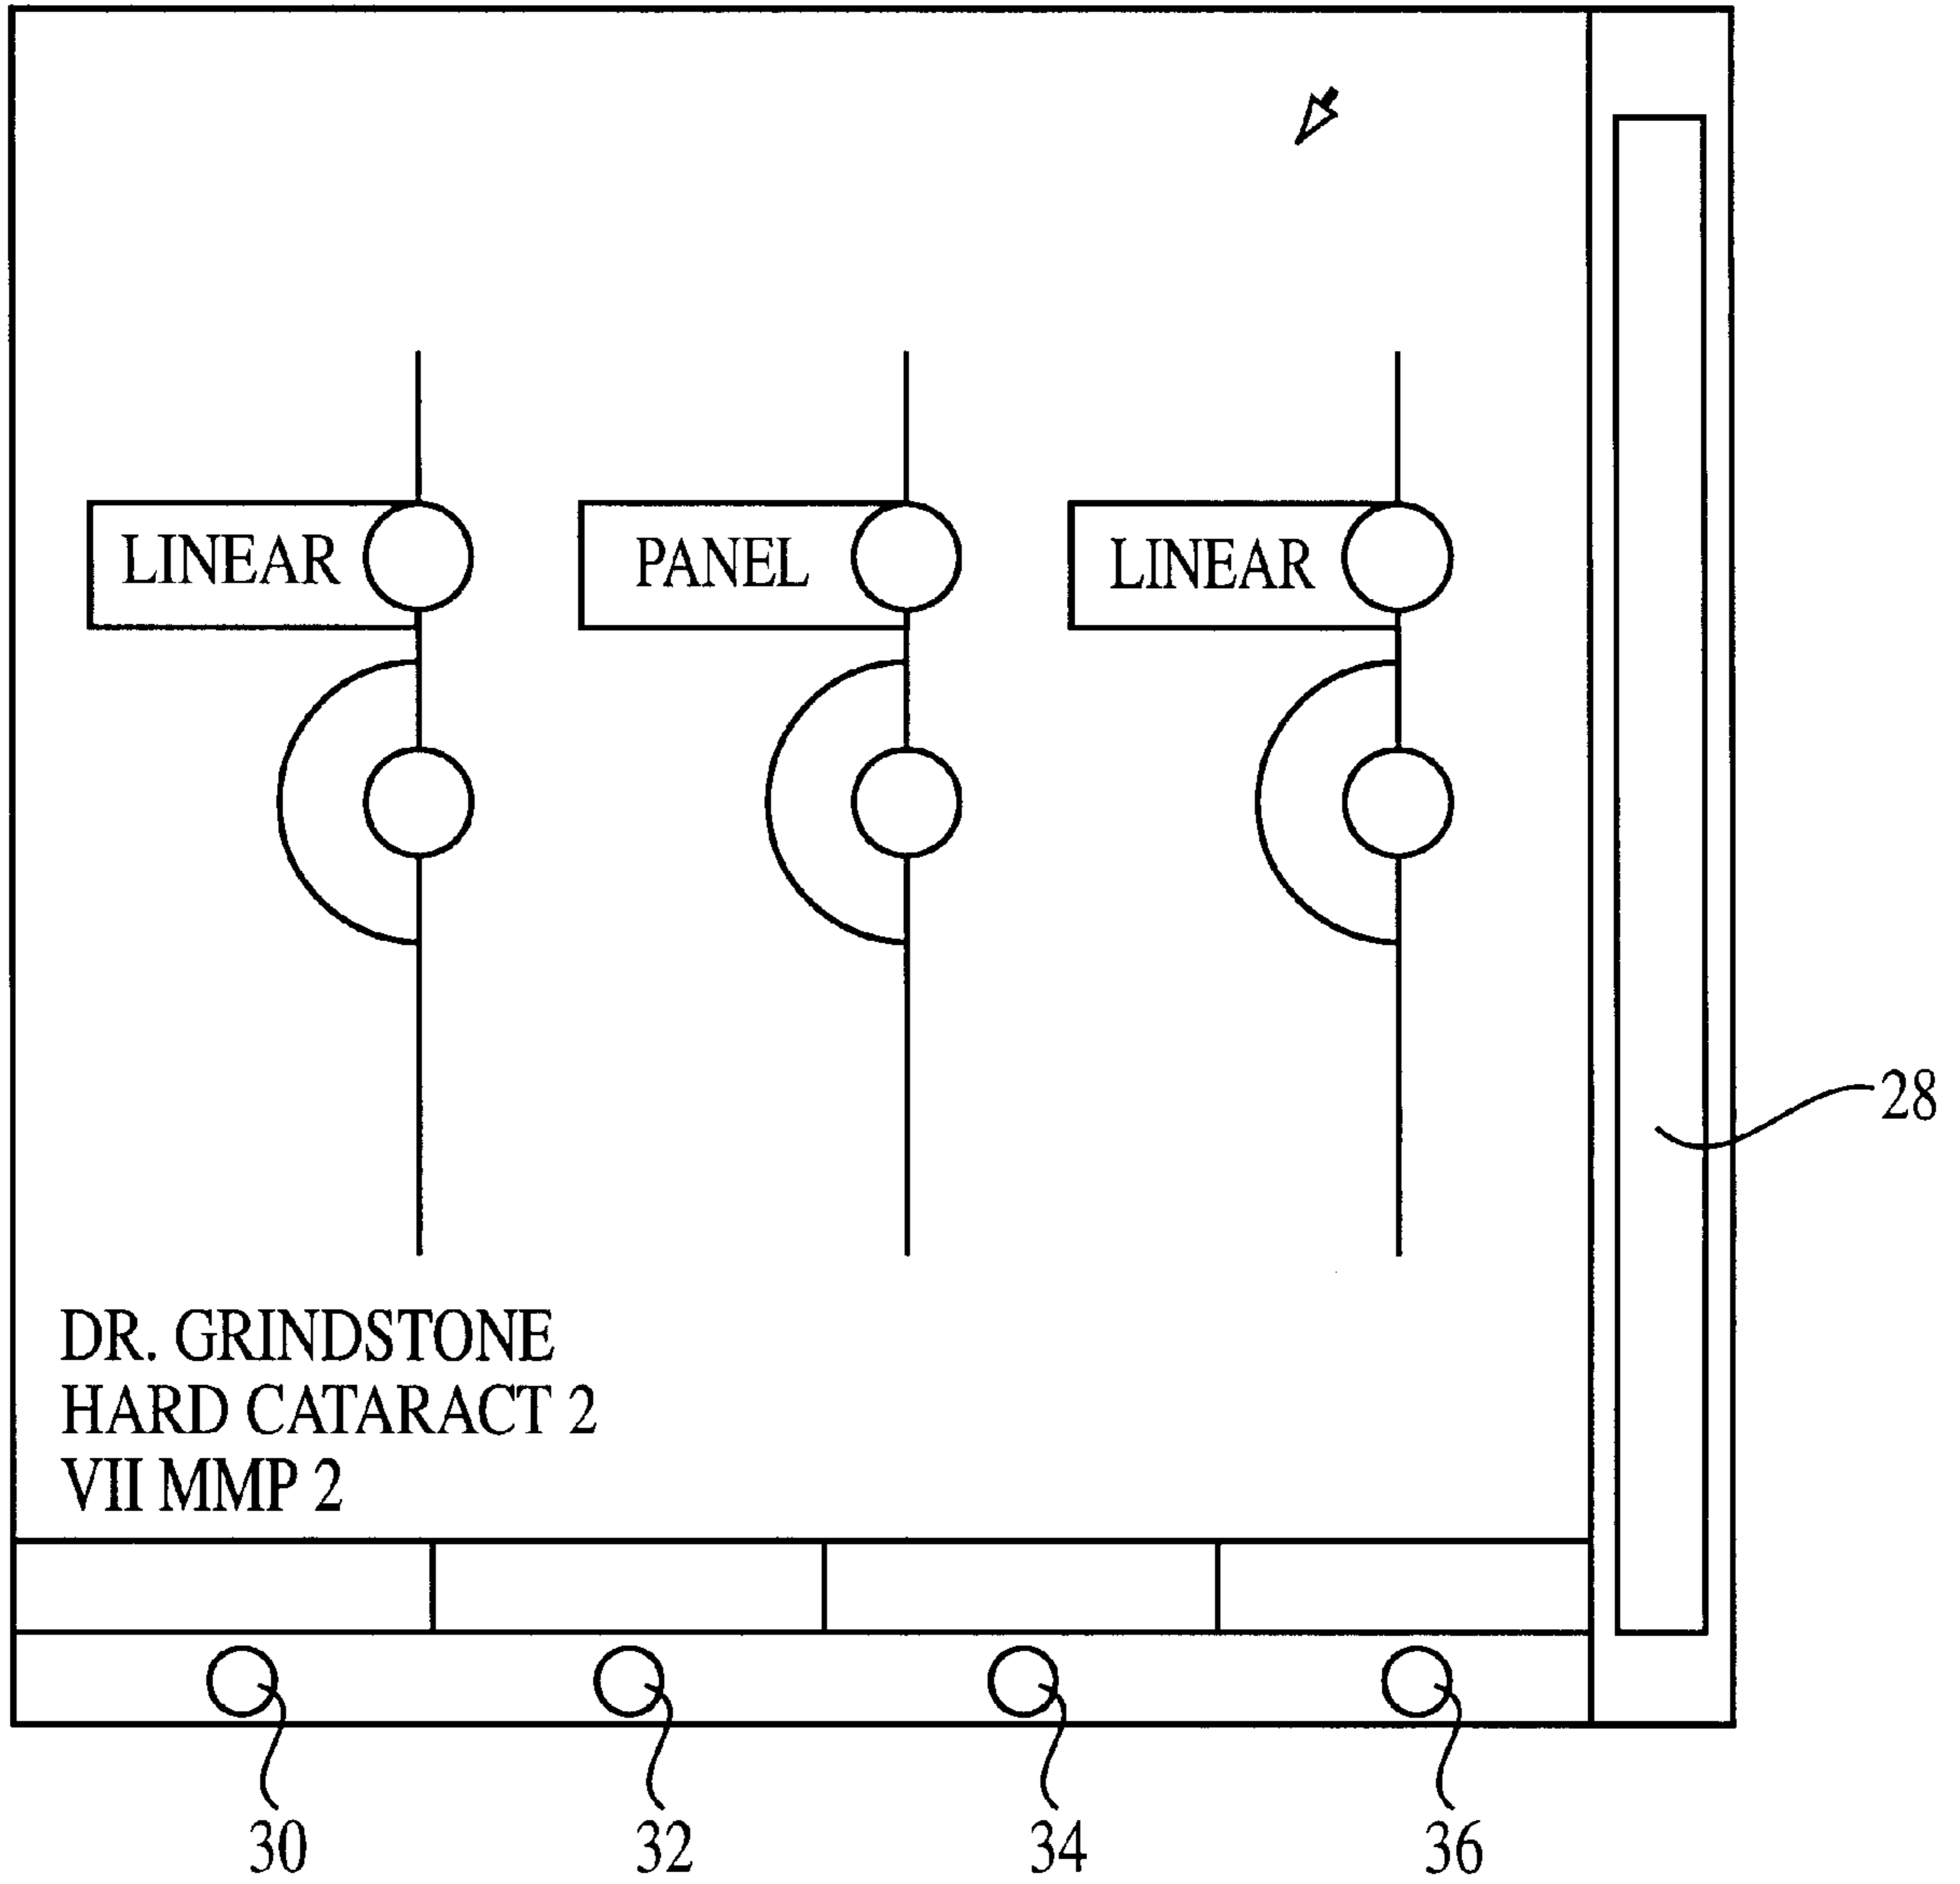 LINEAR
PANEL
LINEAR
28
DR. GRINDSTONE
HARD CATARACT 2
VII MMP 2
30
32
34
36